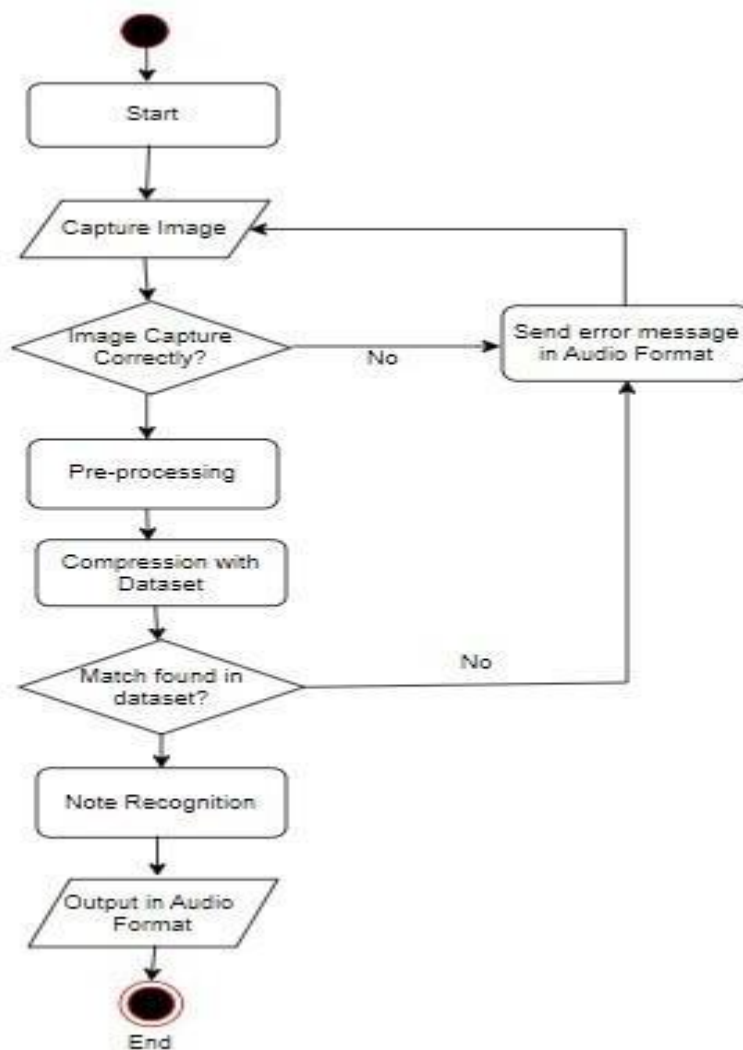 Start
Capture Image
Image Capture
Correctly?
No
Send error message
in Audio Format
Pre-processing
Compression with
Dataset
Match found in
dataset?
No
Note Recognition
Output in Audio
Format
End